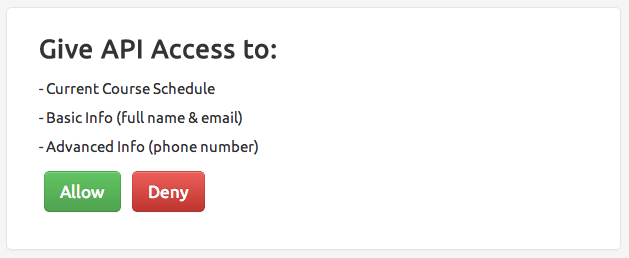 Give API Access to:
- Current Course Schedule
- Basic Info (full name & email)
- Advanced Info (phone number)
Allow Deny